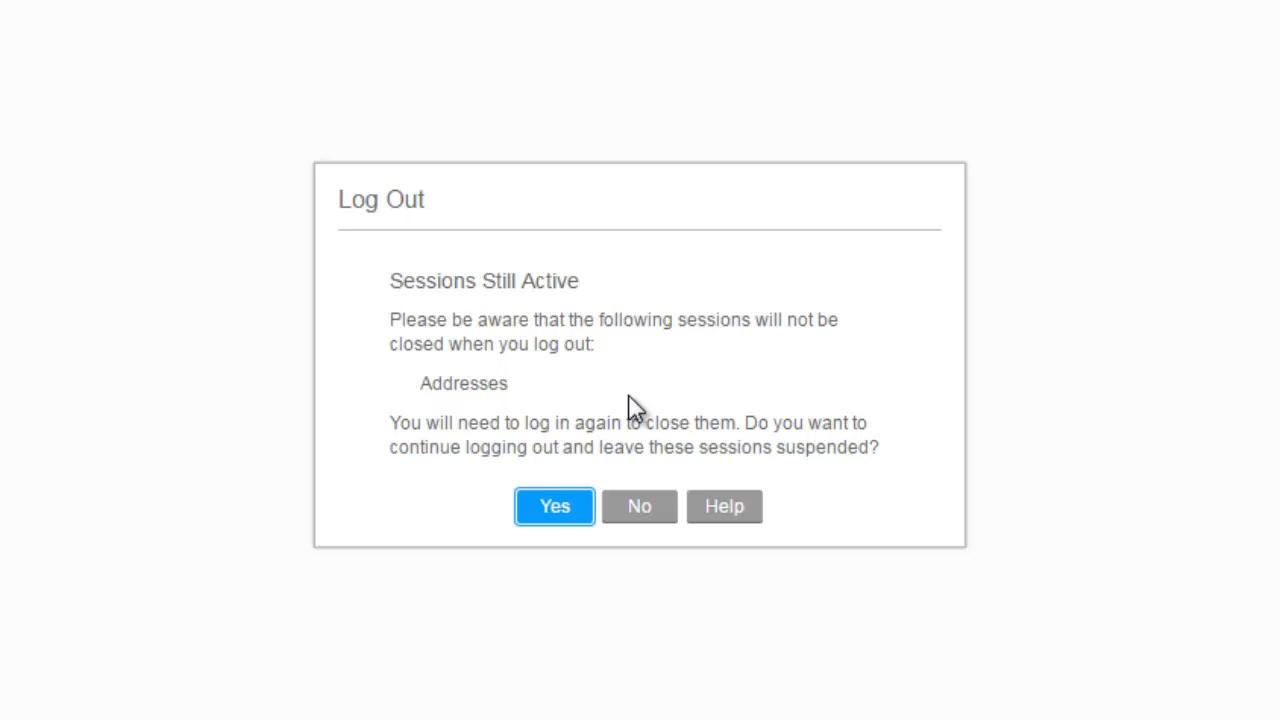 Log Out
Sessions Still Active
Please be aware that the following sessions will not be
closed when you log out:
Addresses
You will need to log in again to close them. Do you want to
continue logging out and leave these sessions suspended?
Yes No Help